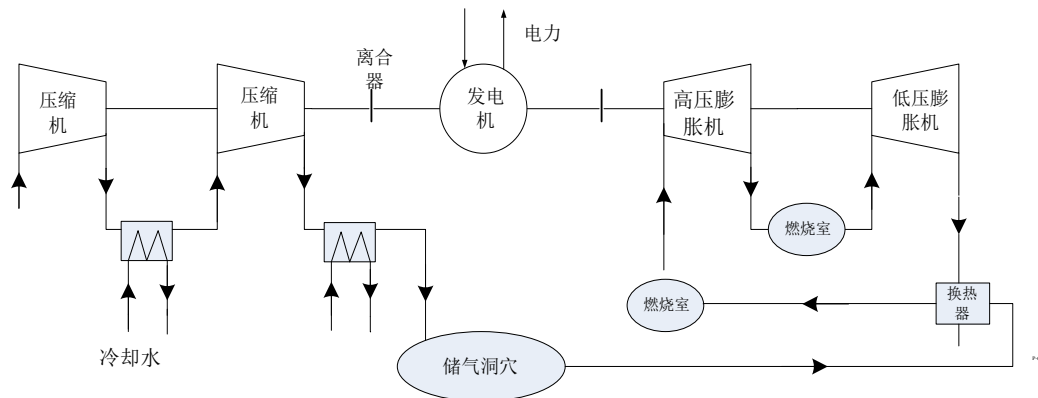 电力
离合
器
压缩
机
压缩
机
发电
机
高压膨
胀机
低压膨
胀机
燃烧室
燃烧室
换热
器
冷却水
储气洞穴